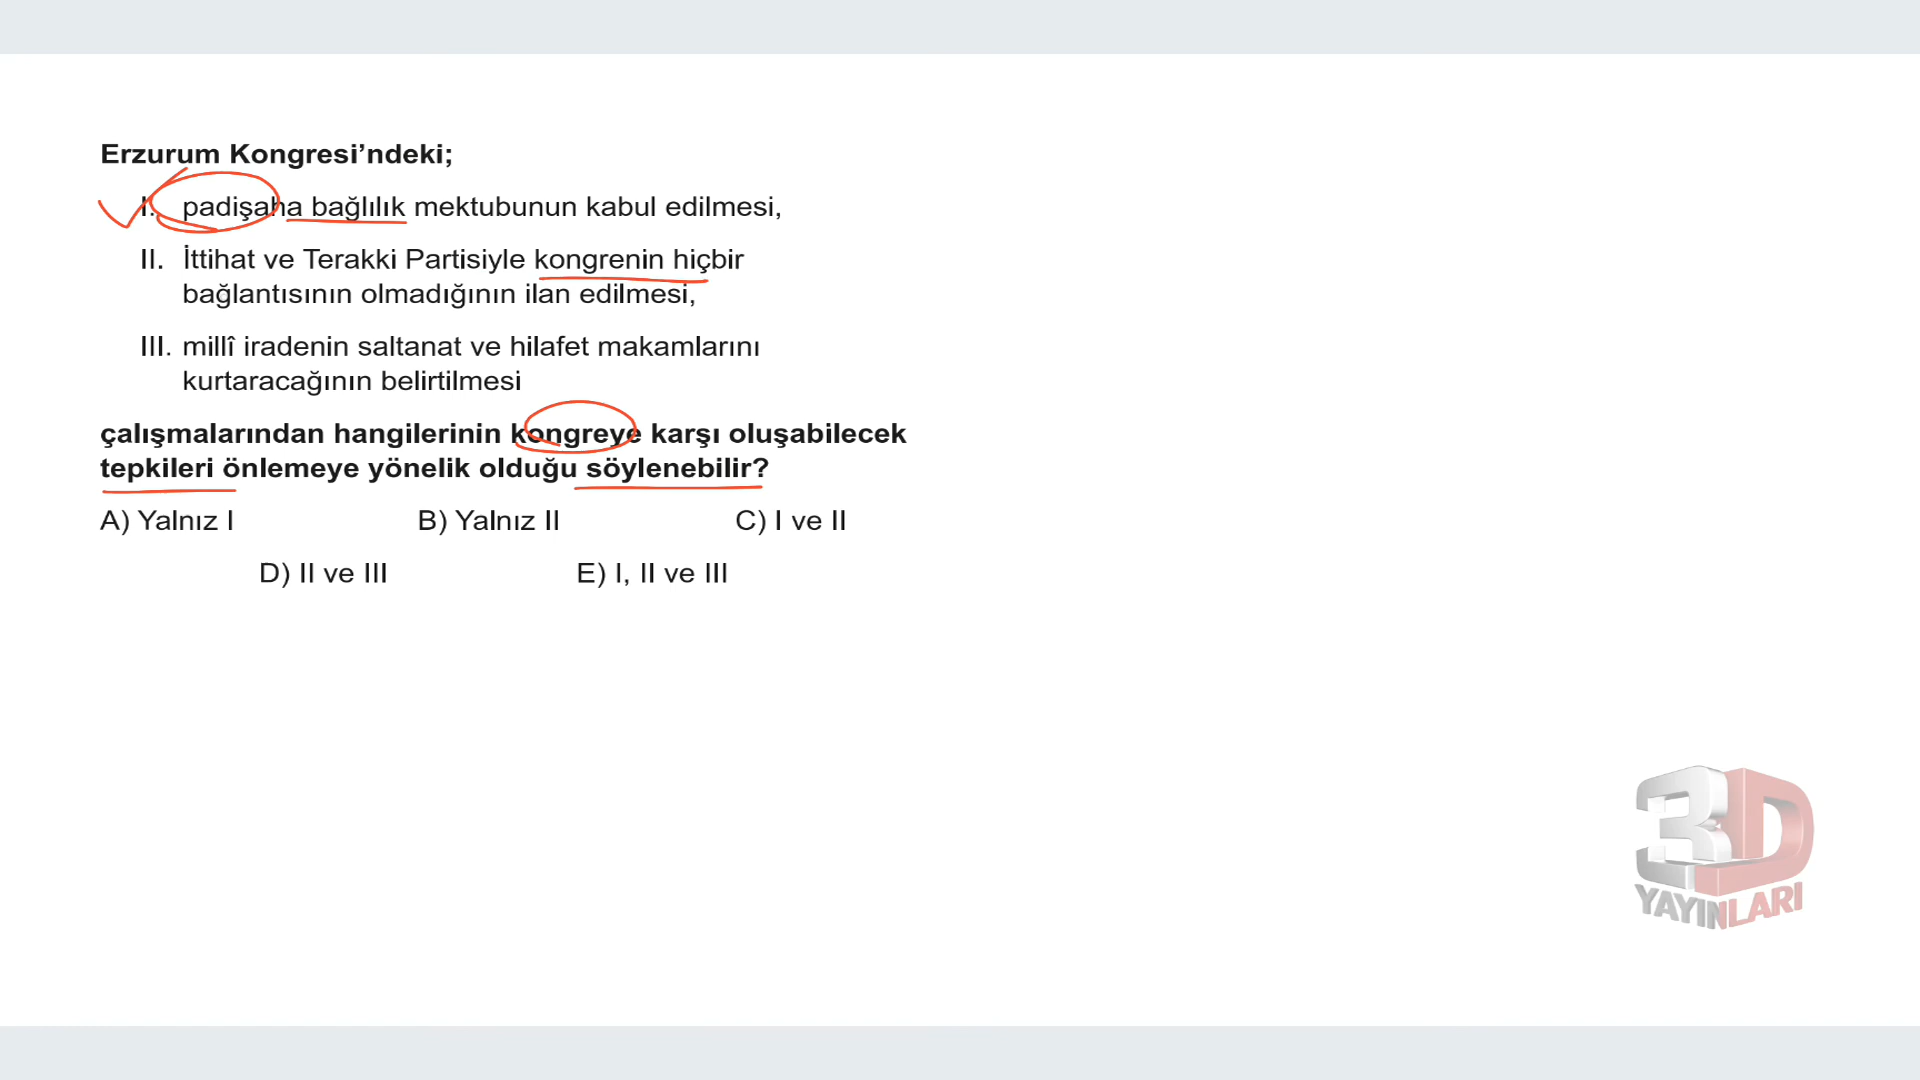 Erzurum Kongresi’ndeki;
I. padişaha bağlılık mektubunun kabul edilmesi,
II. İttihat ve Terakki Partisiyle kongrenin hiçbir
bağlantısının olmadığının ilan edilmesi,
III. millî iradenin saltanat ve hilafet makamlarını
kurtaracağının belirtilmesi
çalışmalarından hangilerinin kongreye karşı oluşabilecek
tepkileri önlemeye yönelik olduğu söylenebilir?
A) Yalnız I B) Yalnız II C) I ve II
D) II ve III E) I, II ve III
3D
YAYINLARI